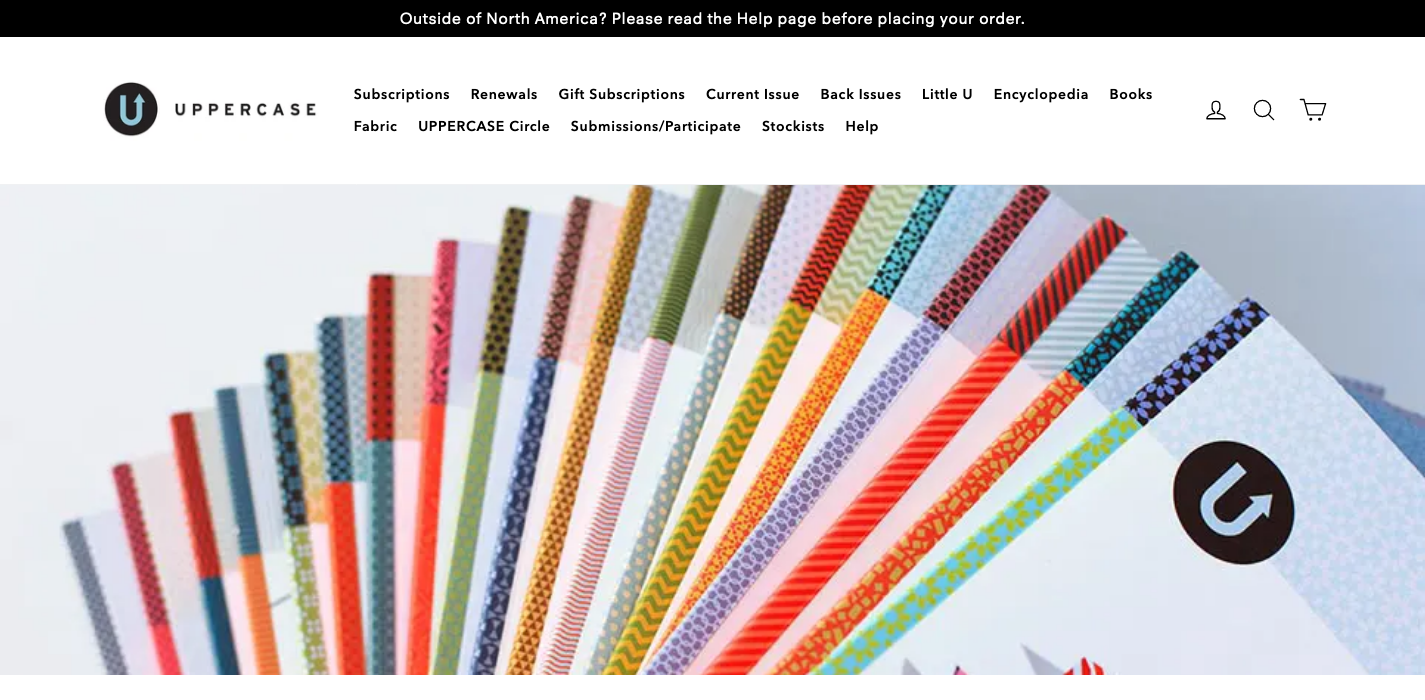 Outside of North America? Please read the Help page before placing your order.
UPPERCASE
Subscriptions Renewals Gift Subscriptions Current Issue Back Issues Little U Encyclopedia Books
Fabric UPPERCASE Circle Submissions/Participate Stockists Help